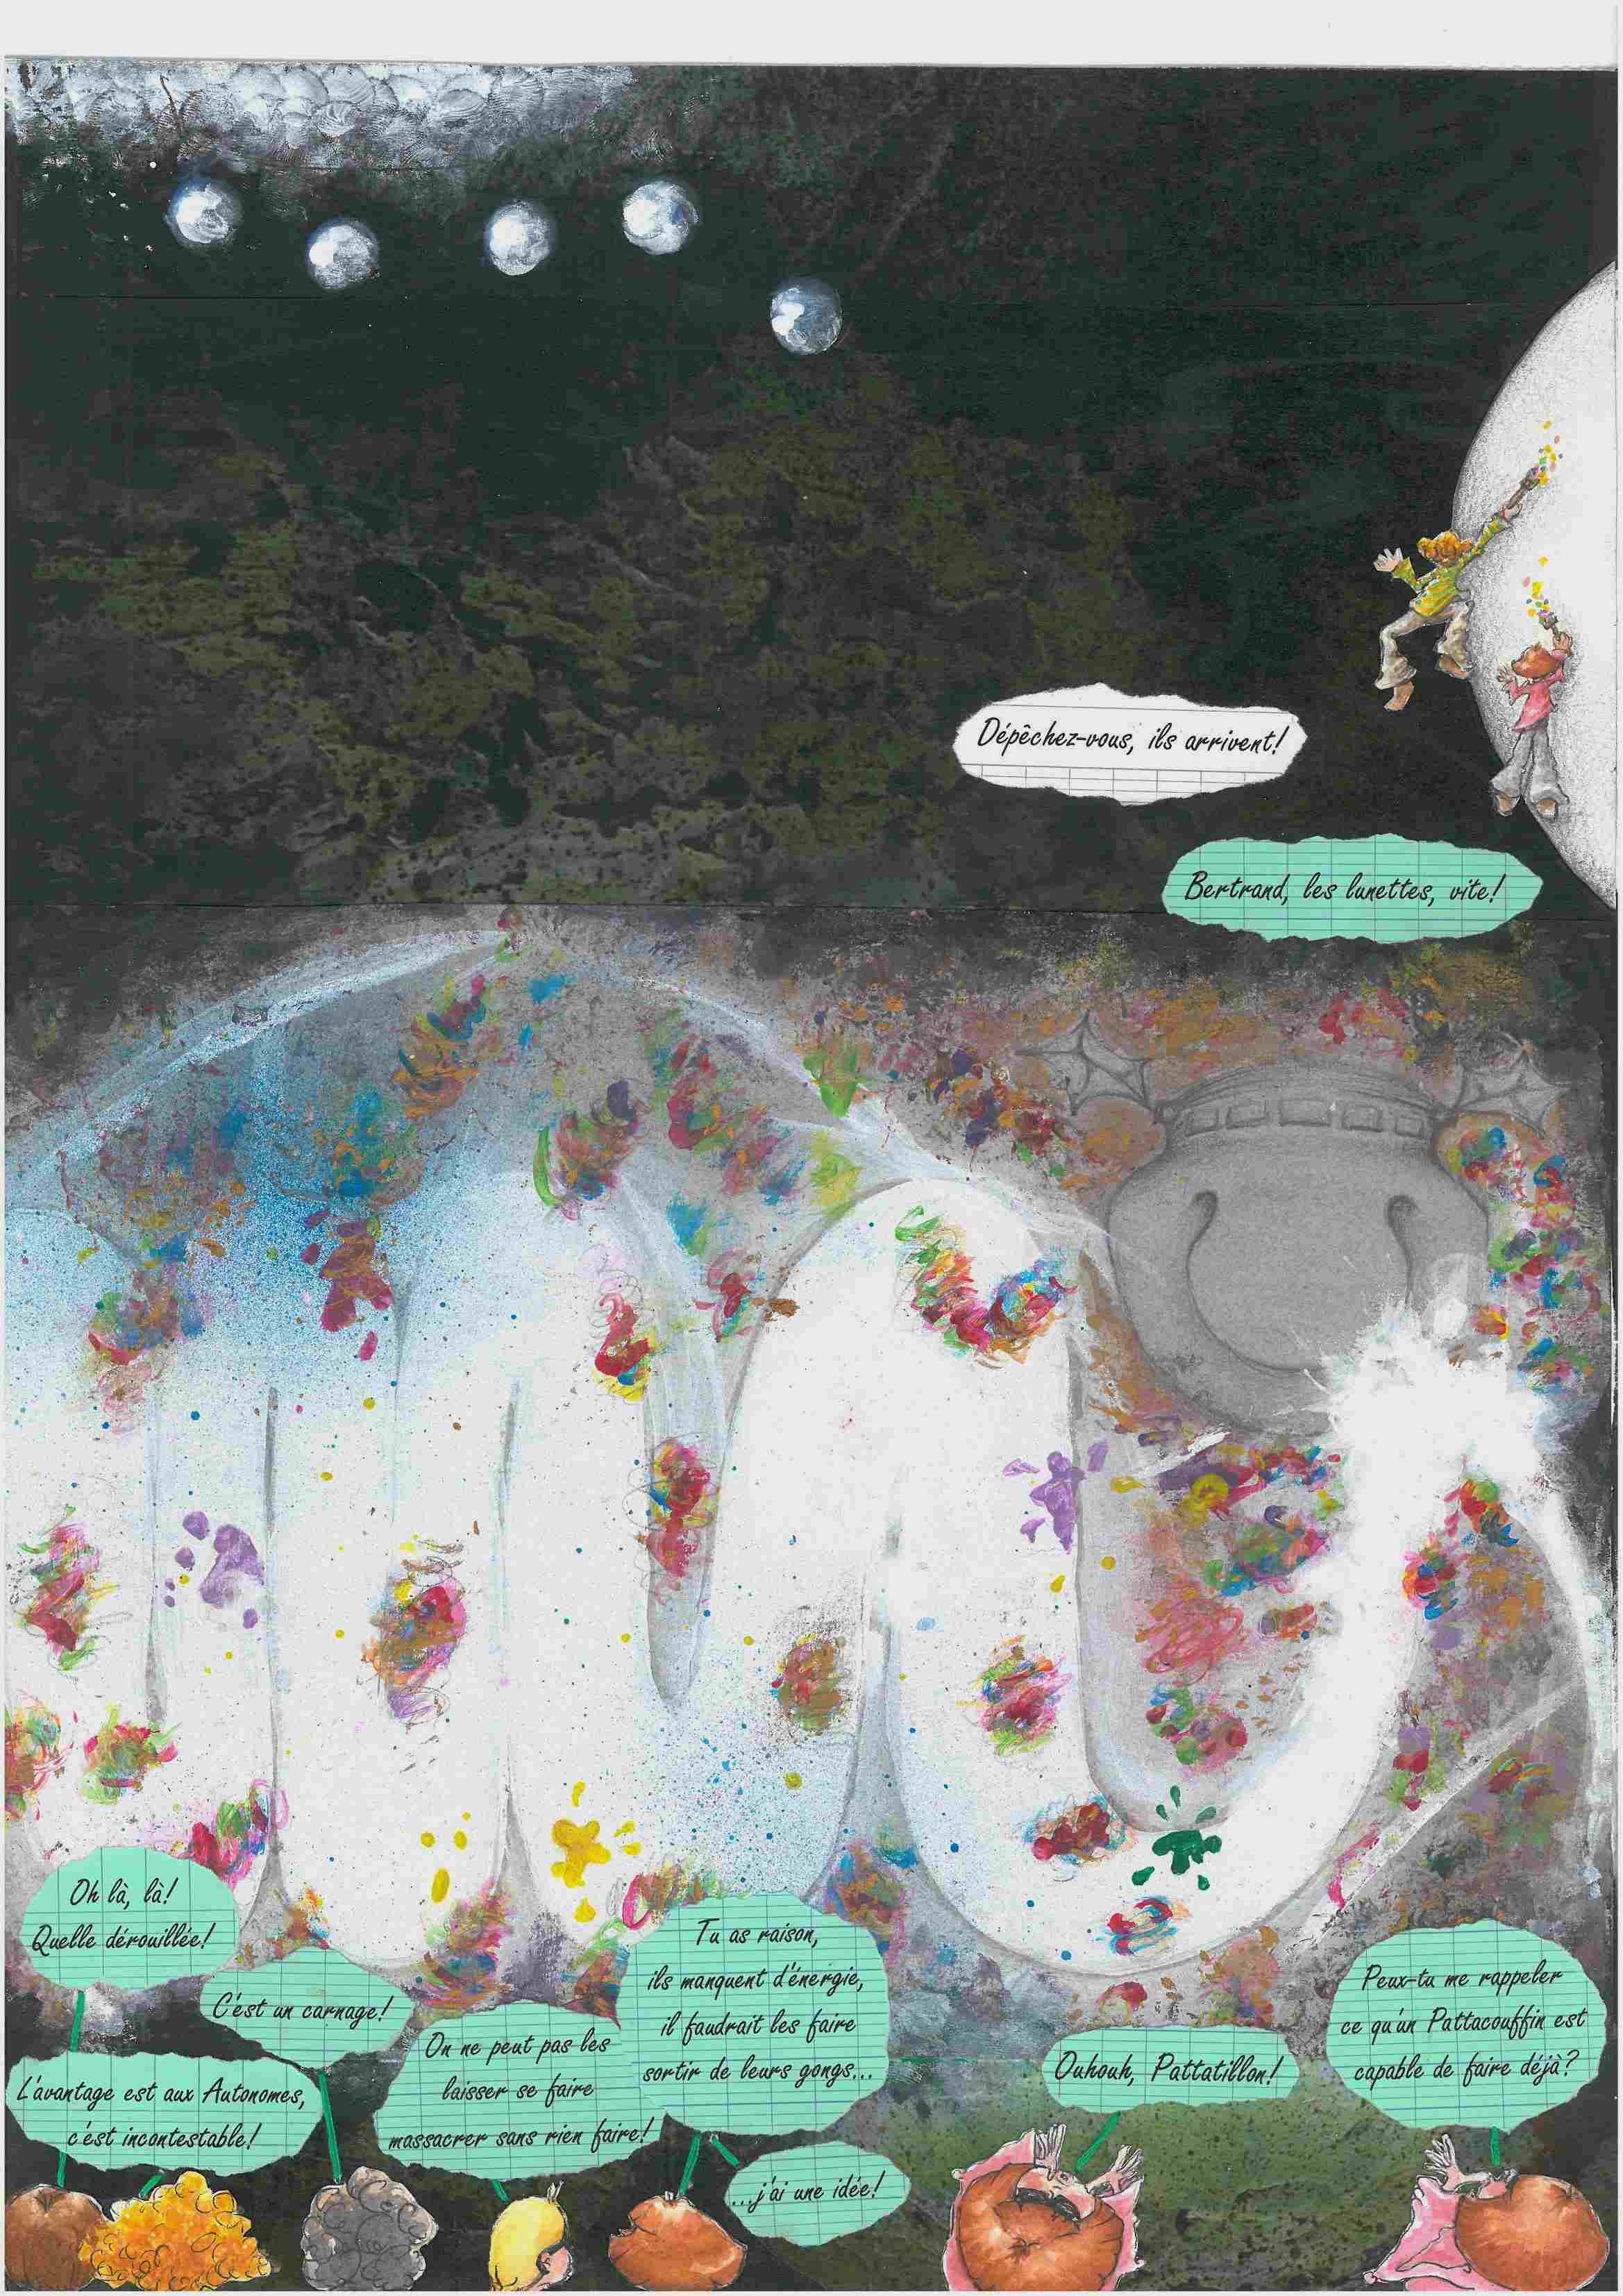 Dépêchez-vous, ils arrivent!
Bertrand, les lunettes, vite!
Oh là, là!
Quelle dérouillée!
C'est un carnage!
L'avantage est aux Autonomes,
c'est incontestable!
On ne peut pas les
laisser se faire
massacrer sans rien faire!
Tu as raison,
ils manquent d'énergie,
il faudrait les faire
sortir de leurs gongs...
...j'ai une idée!
Ouhouh, Pattatillon!
Peux-tu me rappeler
ce qu'un Pattacouffin est
capable de faire déjà?